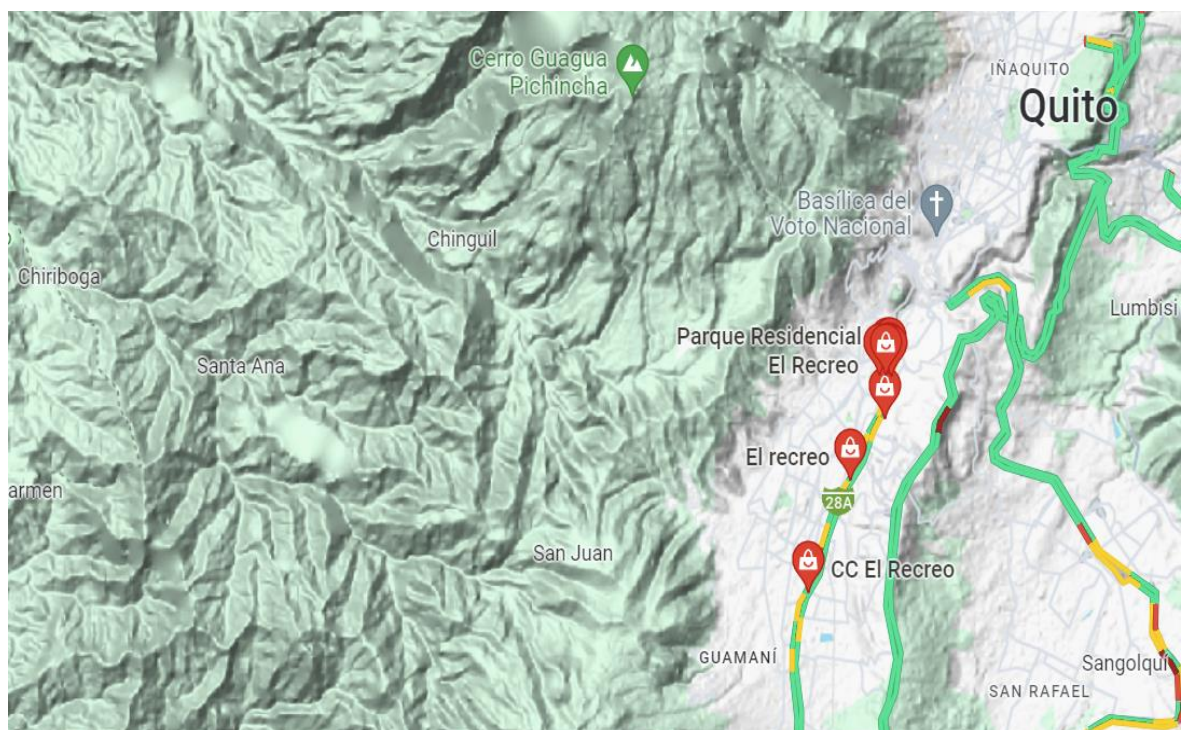 Cerro Guagua
Pichincha
IÑAQUITO
Quito
Basílica del
Voto Nacional
Chinguil
Chiriboga
Lumbisi
Parque Residencial
El Recreo
Santa Ana
El recreo
armen
28A
San Juan
CC El Recreo
GUAMANÍ
Sangolquí
SAN RAFAEL